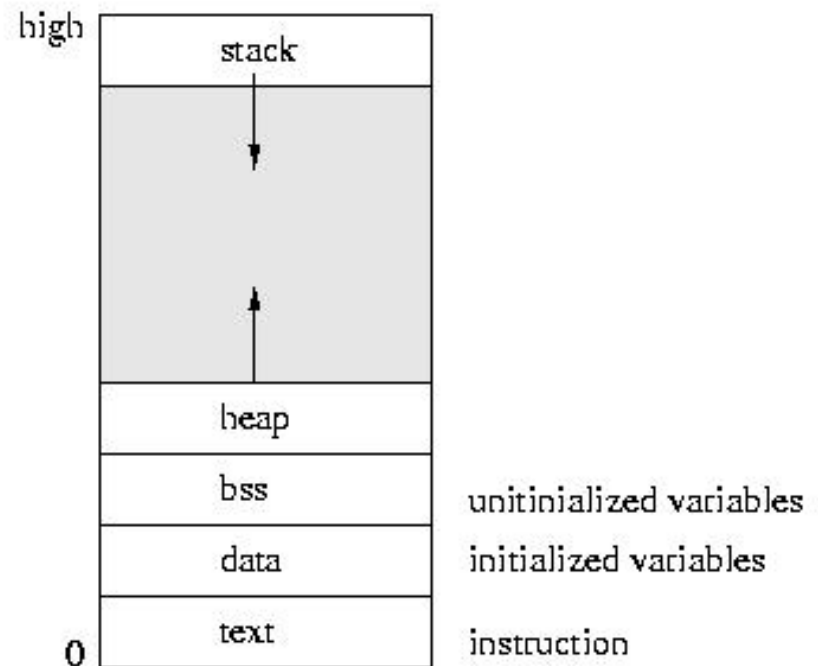 high
stack
heap
bss
unitinialized variables
data
initialized variables
text
instruction
0